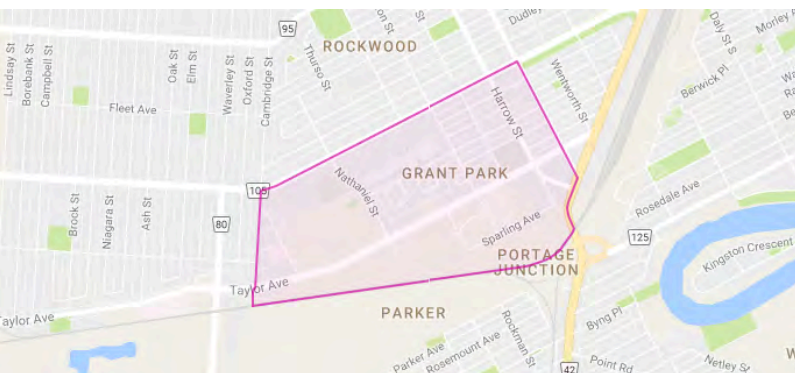 Lindsay St
Borebank St
Campbell St
Oak St
Elm St
Waverley St
Oxford St
Cambridge St
95
Thurso St
ROCKWOOD
Dudley
Daly St S
Morley
Fleet Ave
Wentworth St
Berwick Pl
Harrow St
GRANT PARK
Nathaniel St
105
Brock St
Niagara St
Ash St
80
Sparling Ave
Rosedale Ave
125
PORTAGE
JUNCTION
Kingston Crescent
Taylor Ave
Taylor Ave
PARKER
Byng Pl
Rockman St
Parker Ave
Rosemount Ave
42
Point Rd
Netley St
W